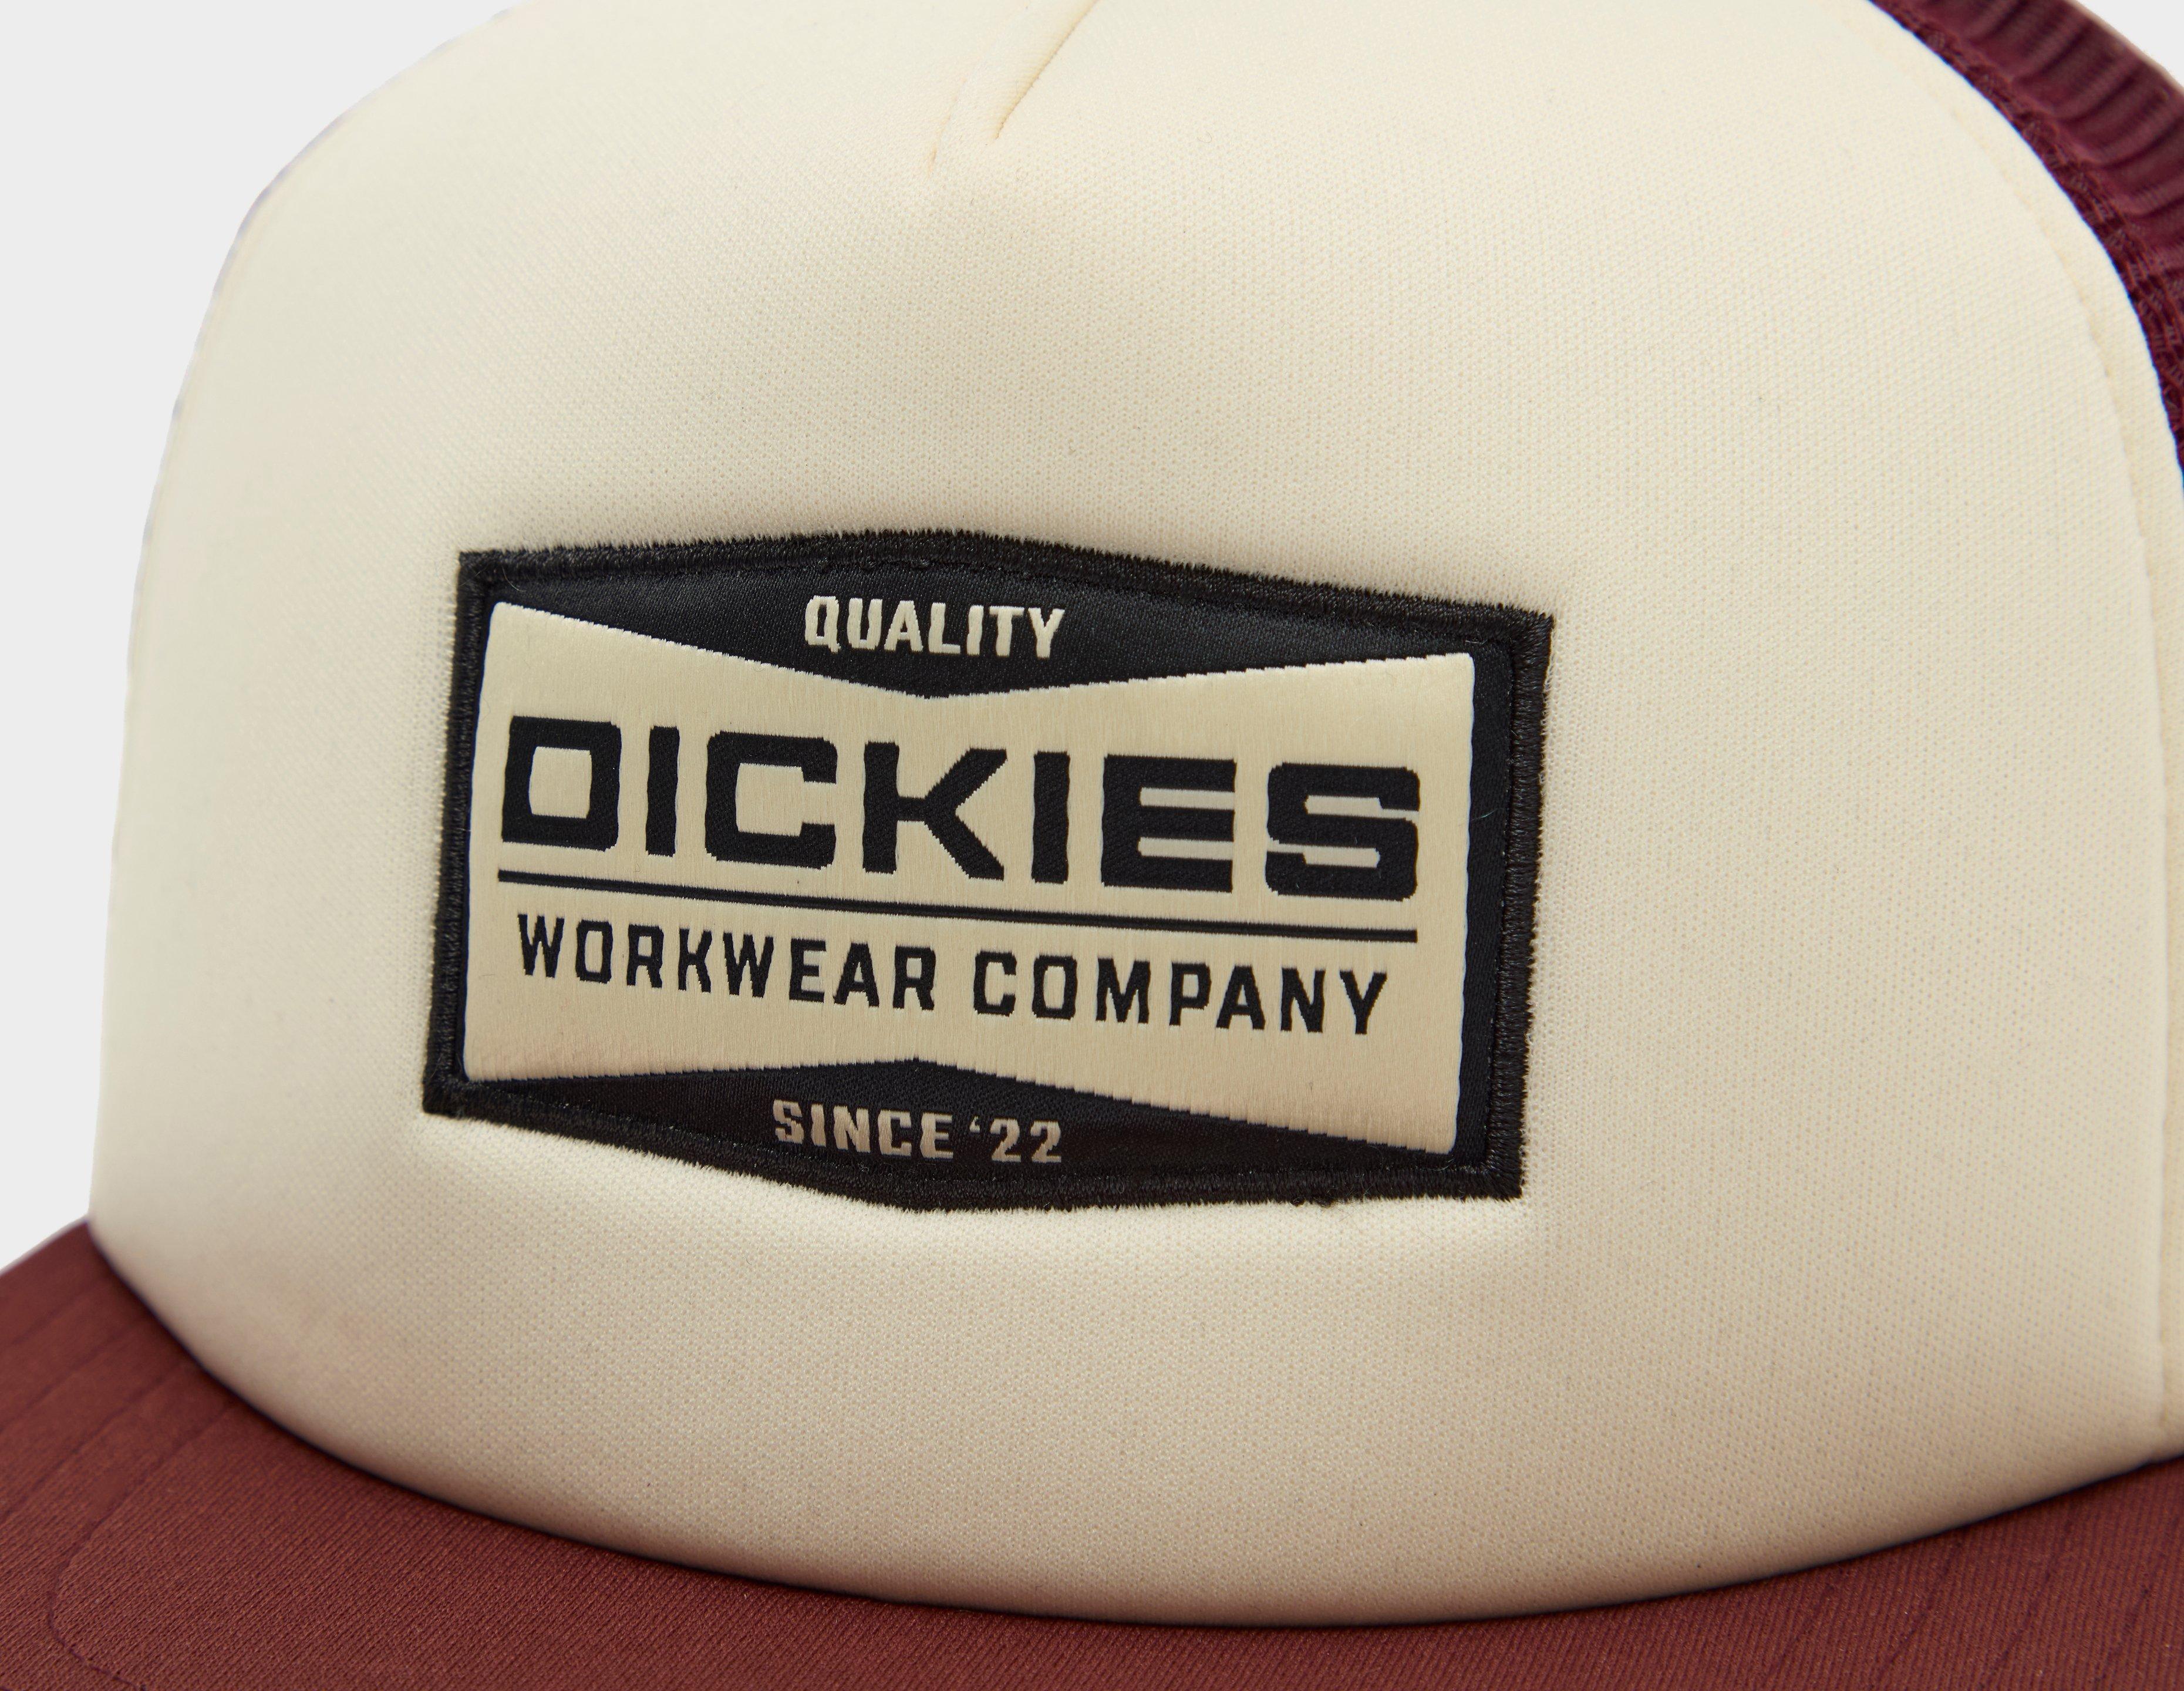 QUALITY
DICKIES
WORKWEAR COMPANY
SINCE ‘22